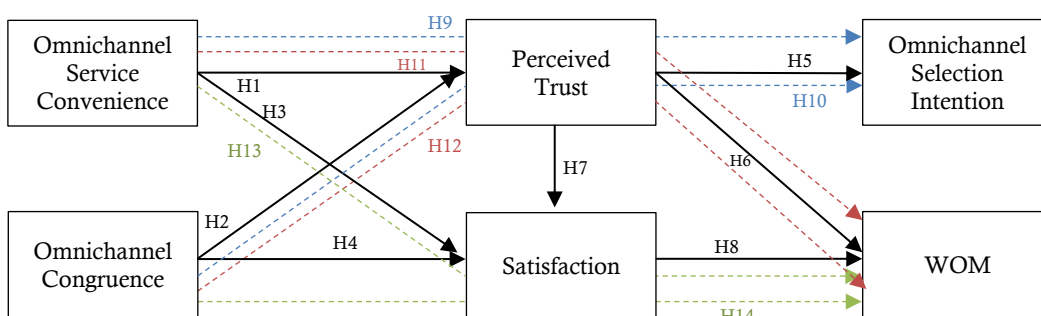 H9
Omnichannel
Service
Convenience
Perceived
Trust
Omnichannel
Selection
Intention
H11
H5
H1
H10
H3
H13
H12
H7
H6
H2
H4
H8
Omnichannel
Congruence
Satisfaction
WOM
H14